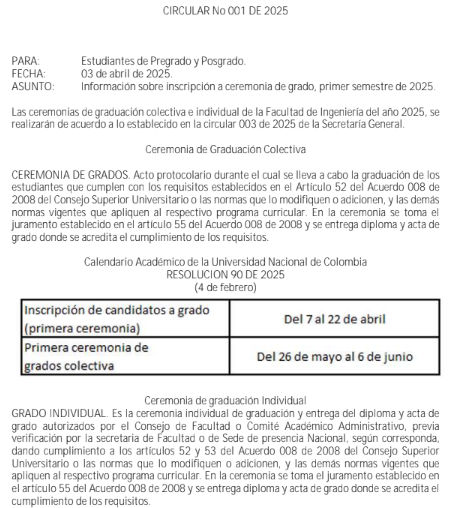 CIRCULAR No 001 DE 2025
PARA: Estudiantes de Pregrado y Posgrado.
FECHA: 03 de abril de 2025.
ASUNTO: Información sobre inscripción a ceremonia de grado, primer semestre de 2025.
Las ceremonias de graduación colectiva e individual de la Facultad de Ingeniería del año 2025, se
realizarán de acuerdo a lo establecido en la circular 003 de 2025 de la Secretaría General.
Ceremonia de Graduación Colectiva
CEREMONIA DE GRADOS. Acto protocolario durante el cual se lleva a cabo la graduación de los
estudiantes que cumplen con los requisitos establecidos en el Artículo 52 del Acuerdo 008 de
2008 del Consejo Superior Universitario o las normas que lo modifiquen o adicionen, y las demás
normas vigentes que apliquen al respectivo programa curricular. En la ceremonia se toma el
juramento establecido en el artículo 55 del Acuerdo 008 de 2008 y se entrega diploma y acta de
grado donde se acredita el cumplimiento de los requisitos.
Calendario Académico de la Universidad Nacional de Colombia
RESOLUCION 90 DE 2025
(4 de febrero)
Inscripción de candidatos a grado
(primera ceremonia)
Del 7 al 22 de abril
Primera ceremonia de
grados colectiva
Del 26 de mayo al 6 de junio
Ceremonia de graduación Individual
GRADO INDIVIDUAL. Es la ceremonia individual de graduación y entrega del diploma y acta de
grado autorizados por el Consejo de Facultad o Comité Académico Administrativo, previa
verificación por la secretaria de Facultad o de Sede de presencia Nacional, según corresponda,
dando cumplimiento a los artículos 52 y 53 del Acuerdo 008 de 2008 del Consejo Superior
Universitario o las normas que lo modifiquen o adicionen, y las demás normas vigentes que
apliquen al respectivo programa curricular. En la ceremonia se toma el juramento establecido en
el artículo 55 del Acuerdo 008 de 2008 y se entrega diploma y acta de grado donde se acredita el
cumplimiento de los requisitos.